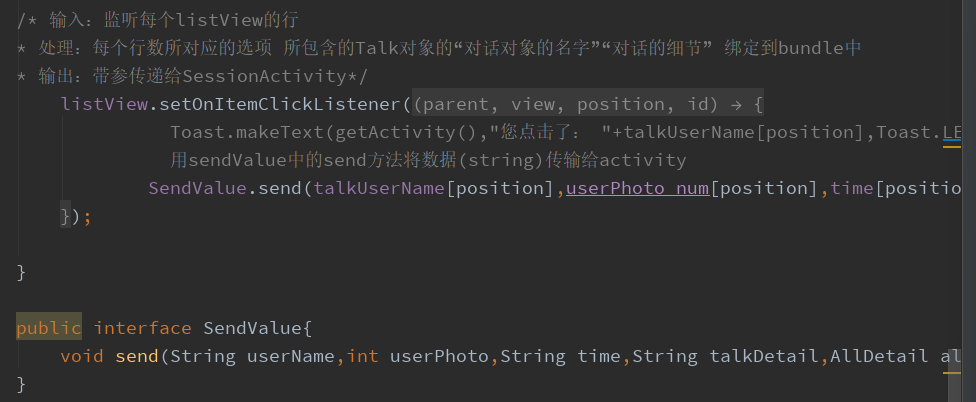 /* 输入：监听每个listView的行
* 处理：每个行数所对应的选项 所包含的Talk对象的“对话对象的名字”“对话的细节” 绑定到bundle中
* 输出：带参传递给SessionActivity*/
listView.setOnItemClickListener((parent, view, position, id) → {
Toast.makeText(getActivity(),"您点击了： "+talkUserName[position],Toast.LE
用sendValue中的send方法将数据(string)传输给activity
SendValue.send(talkUserName[position],userPhoto_num[position],time[positio
});
}
public interface SendValue{
void send(String userName,int userPhoto,String time,String talkDetail,AllDetail al
}